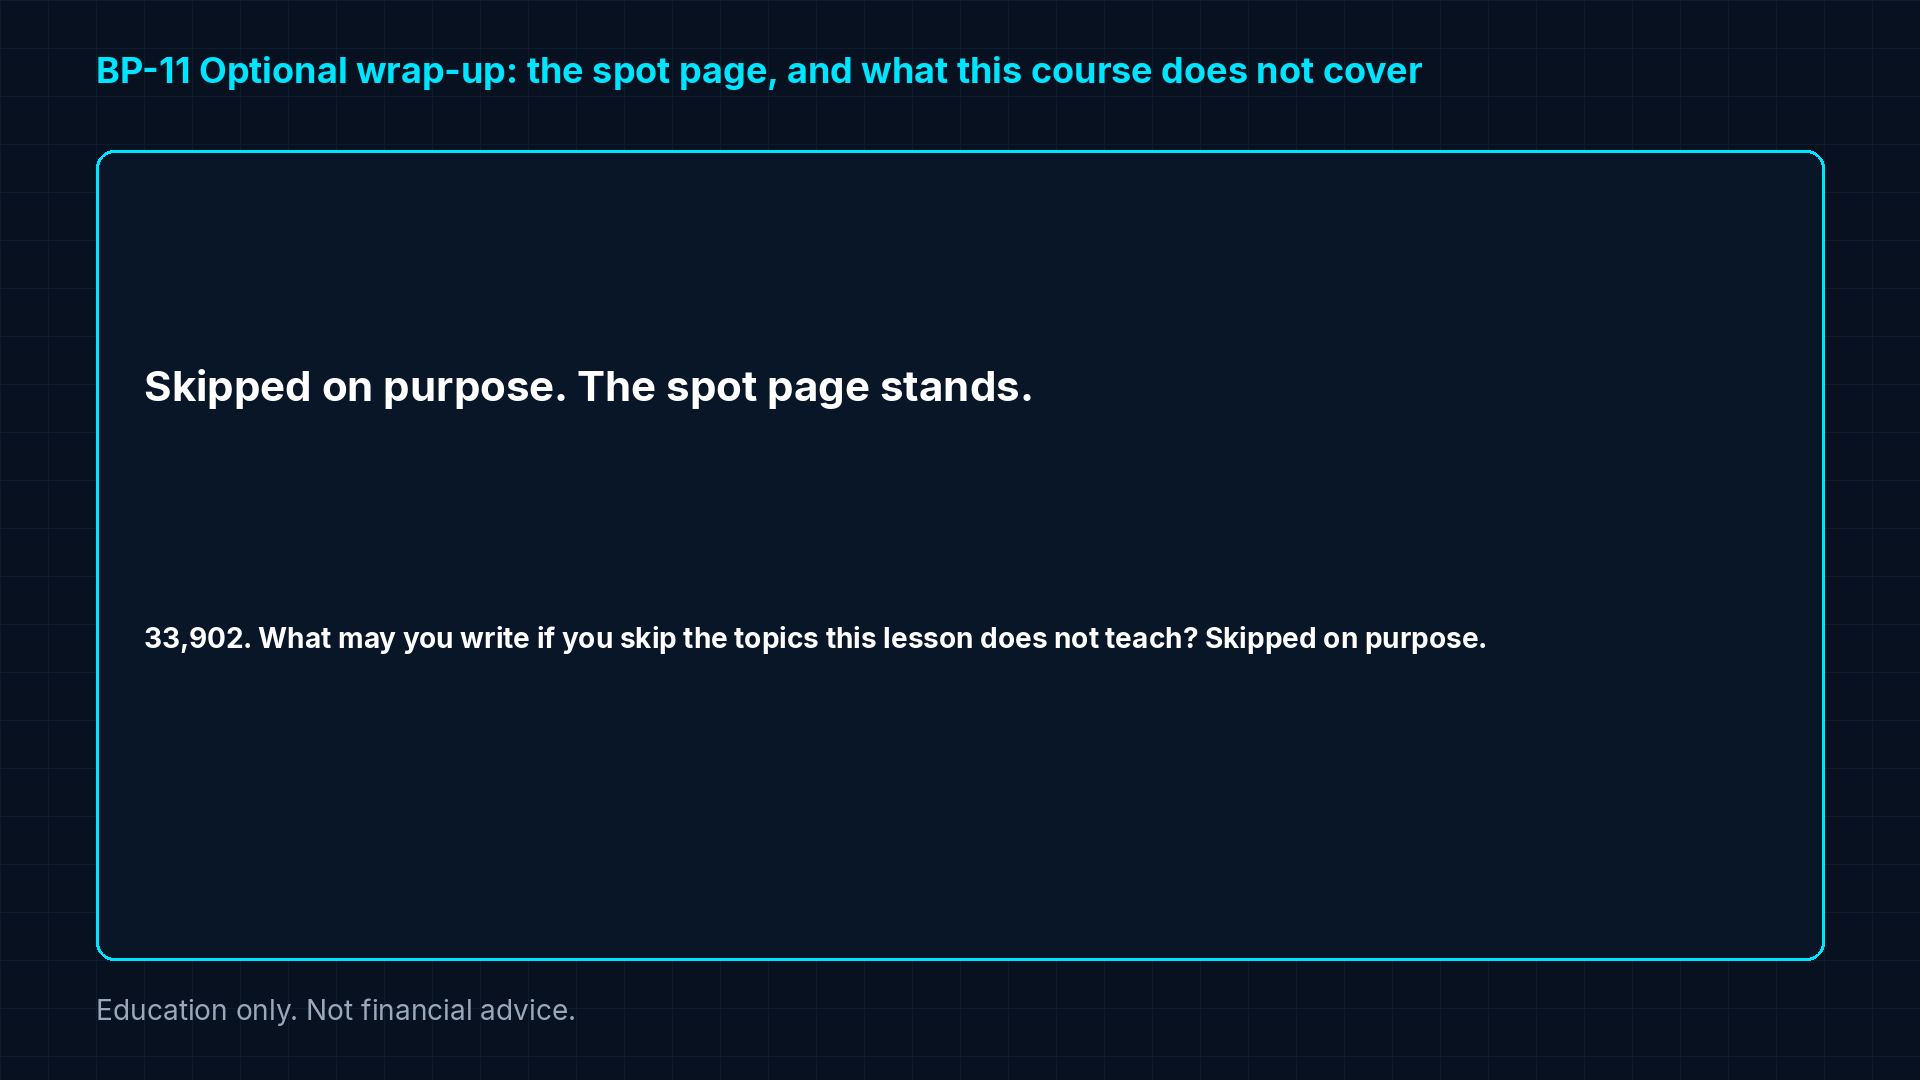 BP-11 Optional wrap-up: the spot page, and what this course does not cover
Skipped on purpose. The spot page stands.
33,902. What may you write if you skip the topics this lesson does not teach? Skipped on purpose.
Education only. Not financial advice.